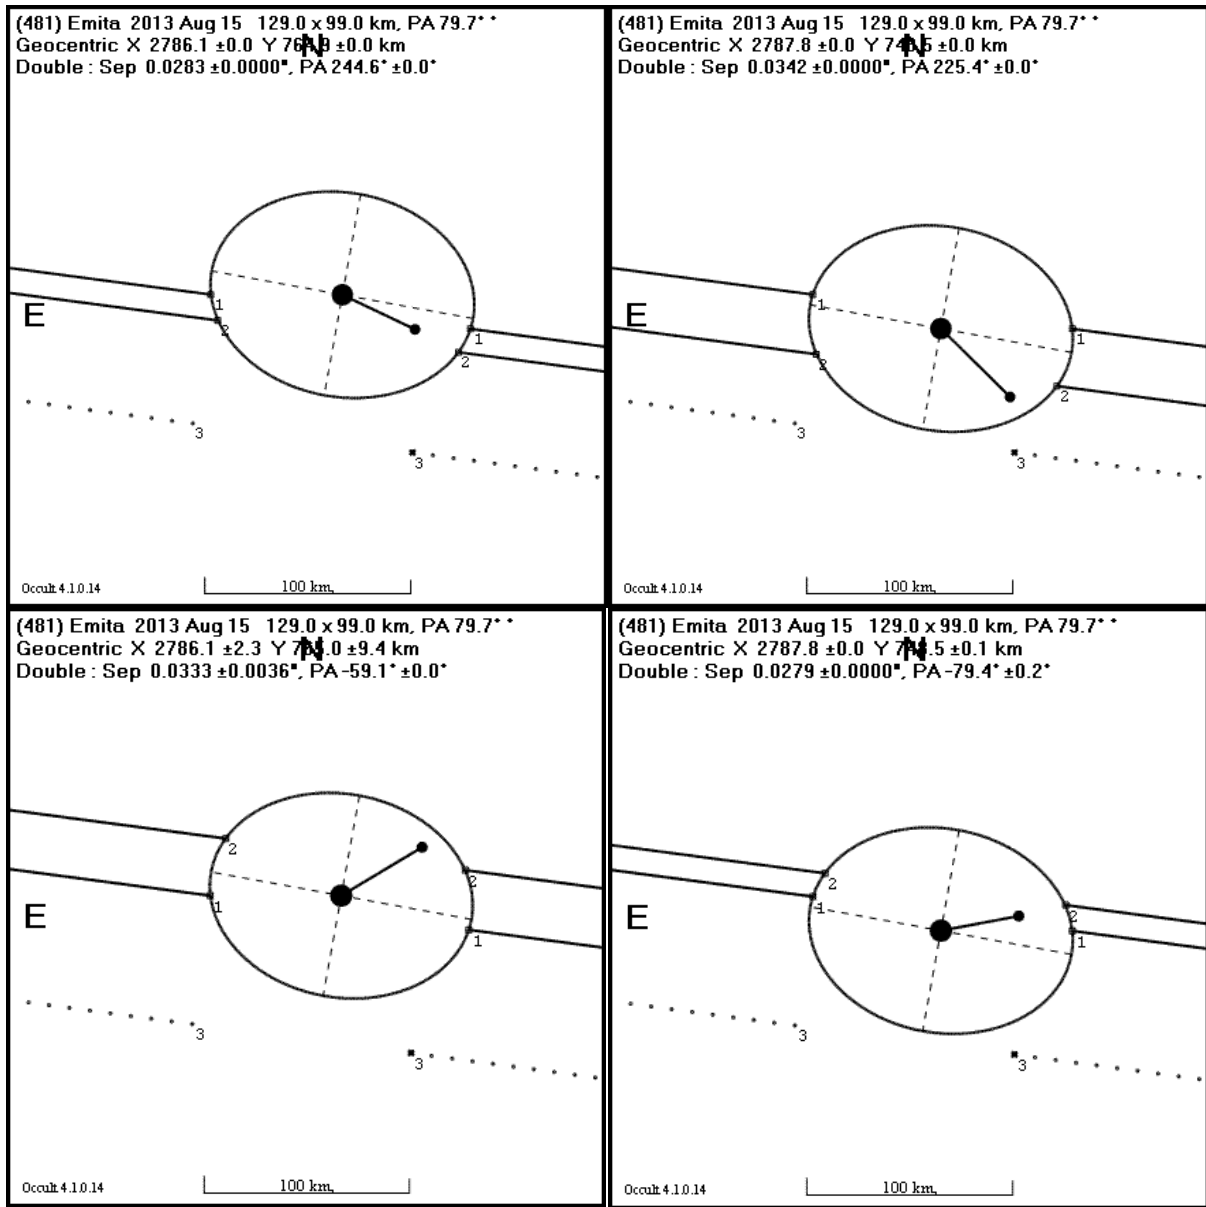 (481) Emita 2013 Aug 15 129.0 x 99.0 km, PA 79.7° °
Geocentric X 2786.1 ±0.0 Y ±0.0 km
N
Double : Sep 0.0283 ±0.0000", PA 244.6° ±0.0°
1
2
E
1
2
3
3
100 km,
Occult 4.1.0.14
(481) Emita 2013 Aug 15 129.0 x 99.0 km, PA 79.7° °
Geocentric X 2787.8 ±0.0 Y ±0.0 km
N
Double : Sep 0.0342 ±0.0000", PA 225.4° ±0.0°
1
E
1
2
2
3
3
100 km,
Occult 4.1.0.14
(481) Emita 2013 Aug 15 129.0 x 99.0 km, PA 79.7° °
Geocentric X 2786.1 ±2.3 Y ±9.4 km
N
Double : Sep 0.0333 ±0.0036", PA -59.1° ±0.0°
2
2
1
E
1
3
3
100 km,
Occult 4.1.0.14
(481) Emita 2013 Aug 15 129.0 x 99.0 km, PA 79.7° °
Geocentric X 2787.8 ±0.0 Y ±0.1 km
N
Double : Sep 0.0279 ±0.0000", PA -79.4° ±0.2°
2
1
E
2
1
3
3
100 km,
Occult 4.1.0.14